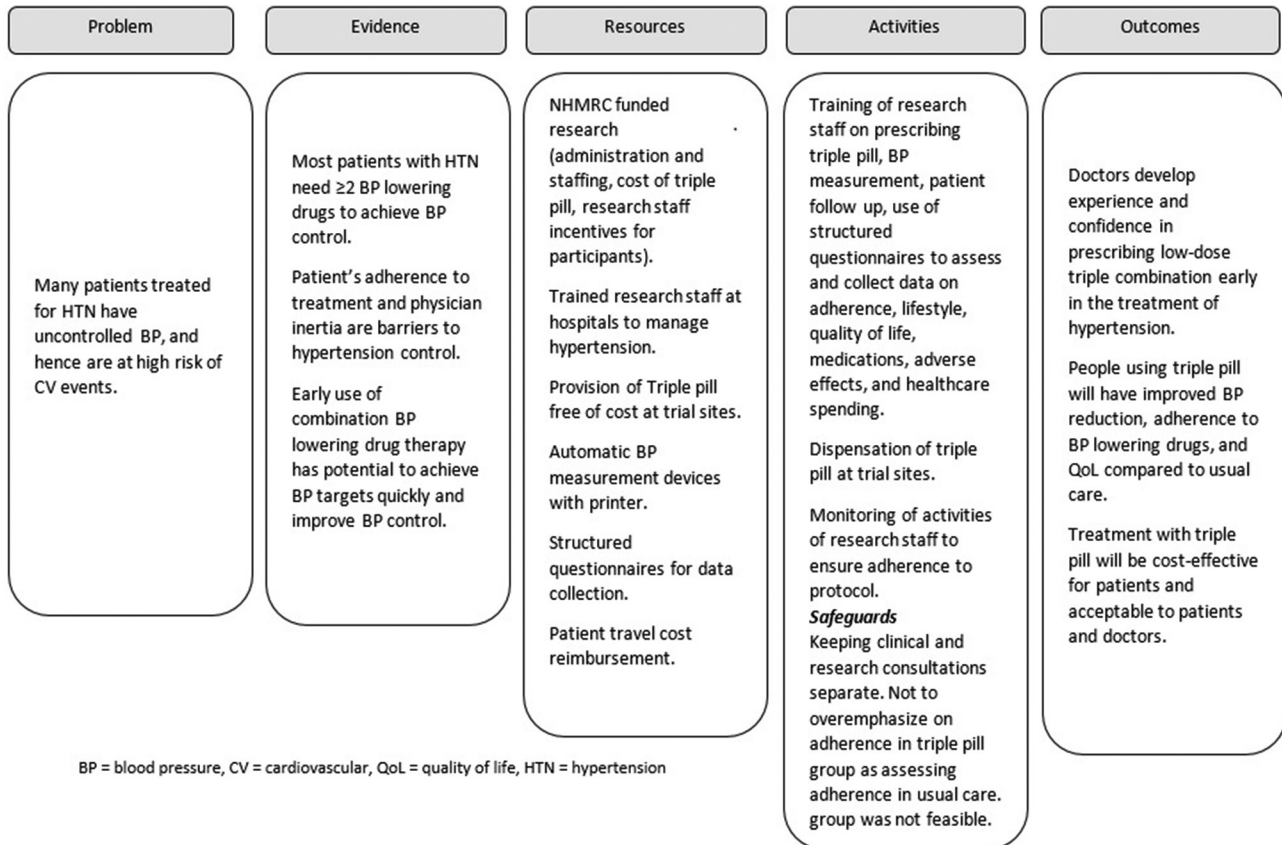 Problem
Evidence
Resources
Activities
Outcomes
Many patients treated
for HTN have
uncontrolled BP, and
hence are at high risk of
CV events.
Most patients with HTN
need ≥2 BP lowering
drugs to achieve BP
control.
Patient’s adherence to
treatment and physician
inertia are barriers to
hypertension control.
Early use of
combination BP
lowering drug therapy
has potential to achieve
BP targets quickly and
improve BP control.
NHMRC funded
research
(administration and
staffing, cost of triple
pill, research staff
incentives for
participants).
Trained research staff at
hospitals to manage
hypertension.
Provision of Triple pill
free of cost at trial sites.
Automatic BP
measurement devices
with printer.
Structured
questionnaires for data
collection.
Patient travel cost
reimbursement.
Training of research
staff on prescribing
triple pill, BP
measurement, patient
follow up, use of
structured
questionnaires to assess
and collect data on
adherence, lifestyle,
quality of life,
medications, adverse
effects, and healthcare
spending.
Dispensation of triple
pill at trial sites.
Monitoring of activities
of research staff to
ensure adherence to
protocol.
Safeguards
Keeping clinical and
research consultations
separate. Not to
overemphasize on
adherence in triple pill
group as assessing
adherence in usual care.
group was not feasible.
Doctors develop
experience and
confidence in
prescribing low-dose
triple combination early
in the treatment of
hypertension.
People using triple pill
will have improved BP
reduction, adherence to
BP lowering drugs, and
QoL compared to usual
care.
Treatment with triple
pill will be cost-effective
for patients and
acceptable to patients
and doctors.
BP = blood pressure, CV = cardiovascular, QoL = quality of life, HTN = hypertension